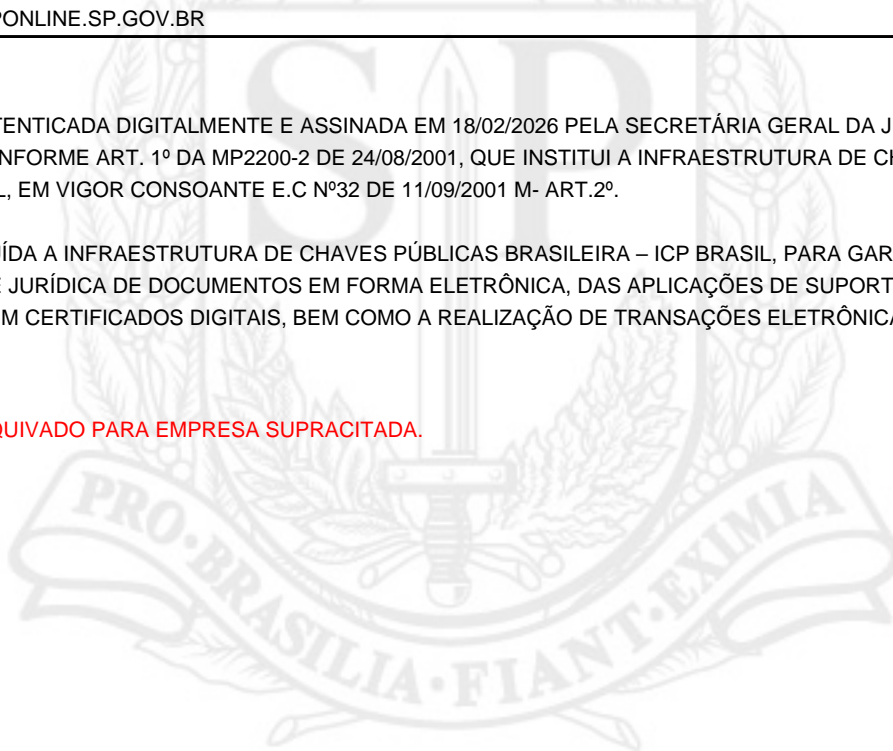 PONLINE.SP.GOV.BR
TENTICADA DIGITALMENTE E ASSINADA EM 18/02/2026 PELA SECRETÁRIA GERAL DA J
NFORME ART. 1º DA MP2200-2 DE 24/08/2001, QUE INSTITUI A INFRAESTRUTURA DE CH
L, EM VIGOR CONSOANTE E.C Nº32 DE 11/09/2001 M- ART.2º.
UÍDA A INFRAESTRUTURA DE CHAVES PÚBLICAS BRASILEIRA – ICP BRASIL, PARA GAR
E JURÍDICA DE DOCUMENTOS EM FORMA ELETRÔNICA, DAS APLICAÇÕES DE SUPORT
EM CERTIFICADOS DIGITAIS, BEM COMO A REALIZAÇÃO DE TRANSAÇÕES ELETRÔNICA
QUIVADO PARA EMPRESA SUPRACITADA.
SP
PRO·BRASILIA·FIANT·EXIMIA